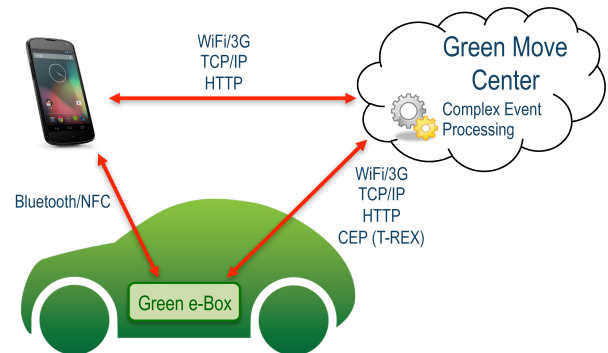 WiFi/3G
TCP/IP
HTTP
Green Move
Center
Complex Event
Processing
Bluetooth/NFC
WiFi/3G
TCP/IP
HTTP
CEP (T-REX)
Green e-Box